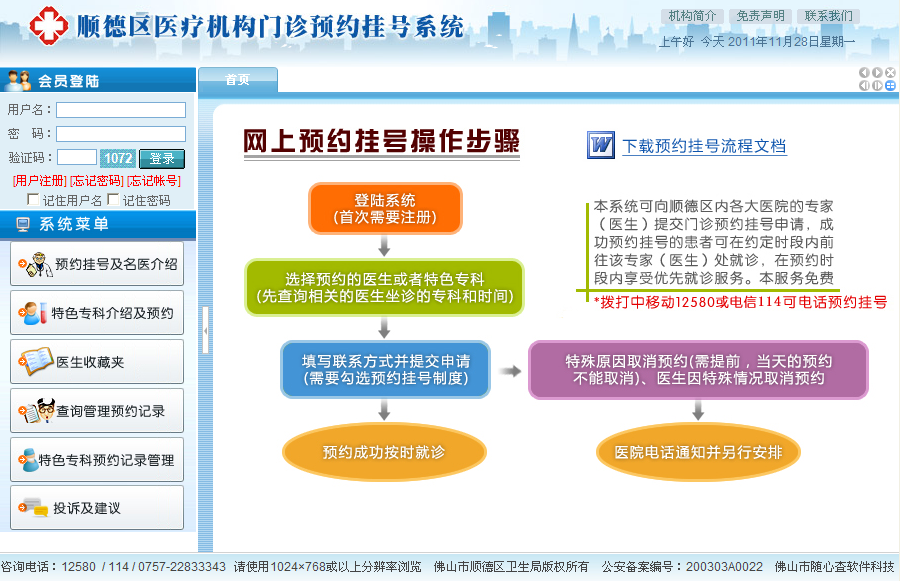 顺德区医疗机构门诊预约挂号系统
机构简介 免责声明 联系我们
上午好 今天 2011年11月28日星期一
会员登陆
首页
用户名：
密 码：
验证码： 1072 登录
[用户注册] [忘记密码] [忘记帐号]
记住用户名 记住密码
系统菜单
预约挂号及名医介绍
特色专科介绍及预约
医生收藏夹
查询管理预约记录
特色专科预约记录管理
投诉及建议
网上预约挂号操作步骤
W 下载预约挂号流程文档
登陆系统
(首次需要注册)
选择预约的医生或者特色专科
(先查询相关的医生坐诊的专科和时间)
填写联系方式并提交申请
(需要勾选预约挂号制度)
特殊原因取消预约(需提前，当天的预约
不能取消)、医生因特殊情况取消预约
预约成功按时就诊
医院电话通知并另行安排
本系统可向顺德区内各大医院的专家
（医生）提交门诊预约挂号申请，成
功预约挂号的患者可在约定时段内前
往该专家（医生）处就诊，在预约时
段内享受优先就诊服务。本服务免费
*拨打中移动12580或电信114可电话预约挂号
咨询电话：12580 / 114 / 0757-22833343 请使用1024×768或以上分辨率浏览 佛山市顺德区卫生局版权所有 公安备案编号：200303A0022 佛山市随心查软件科技